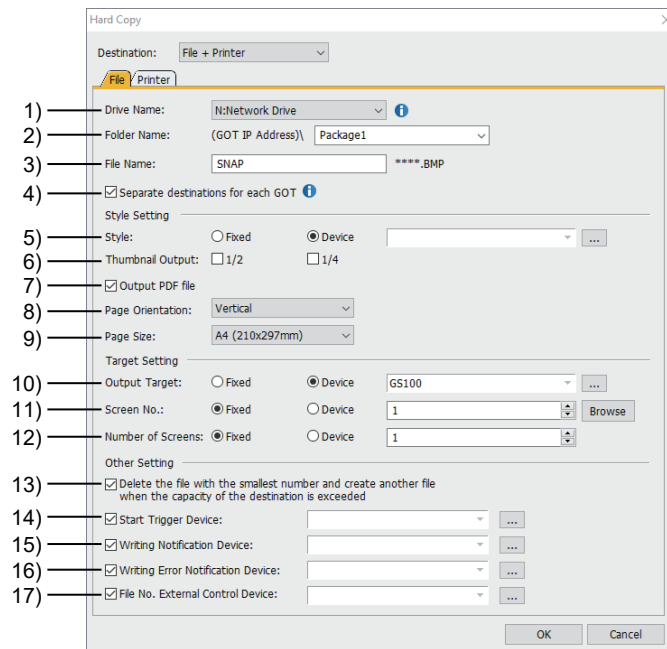 Hard Copy
Destination: File + Printer
File Printer
1) Drive Name: N:Network Drive
2) Folder Name: (GOT IP Address)\ Package1
3) File Name: SNAP ****.BMP
4) Separate destinations for each GOT
Style Setting
5) Style: Fixed Device ...
6) Thumbnail Output: 1/2 1/4
7) Output PDF file
8) Page Orientation: Vertical
9) Page Size: A4 (210x297mm)
Target Setting
10) Output Target: Fixed Device GS100 ...
11) Screen No.: Fixed Device 1 Browse
12) Number of Screens: Fixed Device 1
Other Setting
13) Delete the file with the smallest number and create another file
when the capacity of the destination is exceeded
14) Start Trigger Device: ...
15) Writing Notification Device: ...
16) Writing Error Notification Device: ...
17) File No. External Control Device: ...
OK Cancel